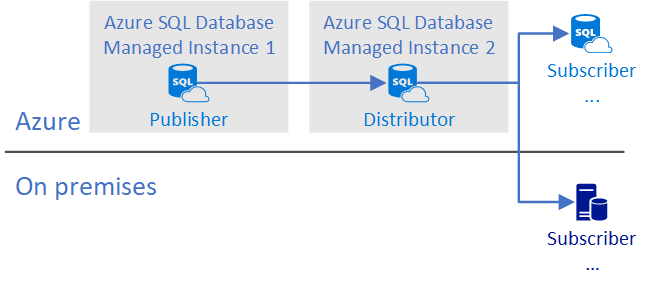 Azure SQL Database
Managed Instance 1
SQL
Publisher
Azure SQL Database
Managed Instance 2
SQL
Distributor
SQL
Subscriber
...
Azure
On premises
Subscriber
...